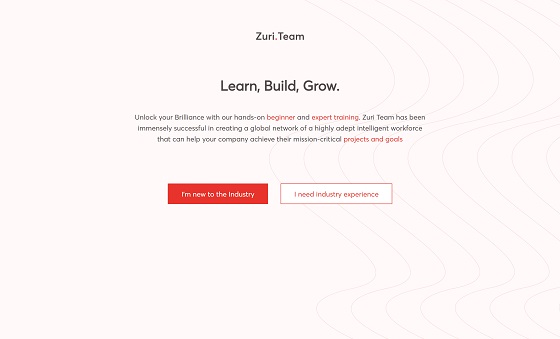 Zuri.Team
Learn, Build, Grow.
Unlock your Brilliance with our hands-on beginner and expert training. Zuri Team has been
immensely successful in creating a global network of a highly adept intelligent workforce
that can help your company achieve their mission-critical projects and goals
I'm new to the Industry
I need industry experience